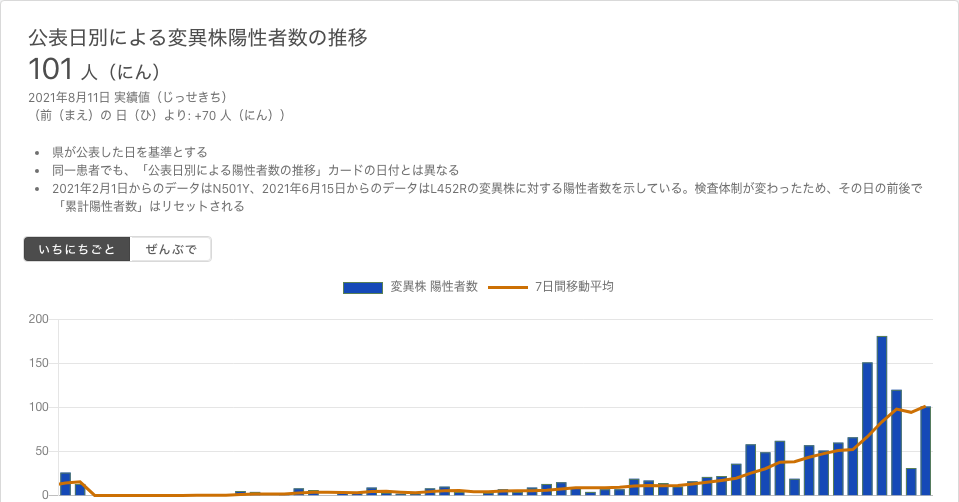 公表日別による変異株陽性者数の推移
101 人（にん）
2021年8月11日 実績値（じっせきち）
（前（まえ）の 日（ひ）より: +70 人（にん））
• 県が公表した日を基準とする
• 同一患者でも、「公表日別による陽性者数の推移」カードの日付とは異なる
• 2021年2月1日からのデータはN501Y、2021年6月15日からのデータはL452Rの変異株に対する陽性者数を示している。検査体制が変わったため、その日の前後で
「累計陽性者数」はリセットされる
いちにちごと ぜんぶで
変異株 陽性者数 7日間移動平均
200
150
100
50
0